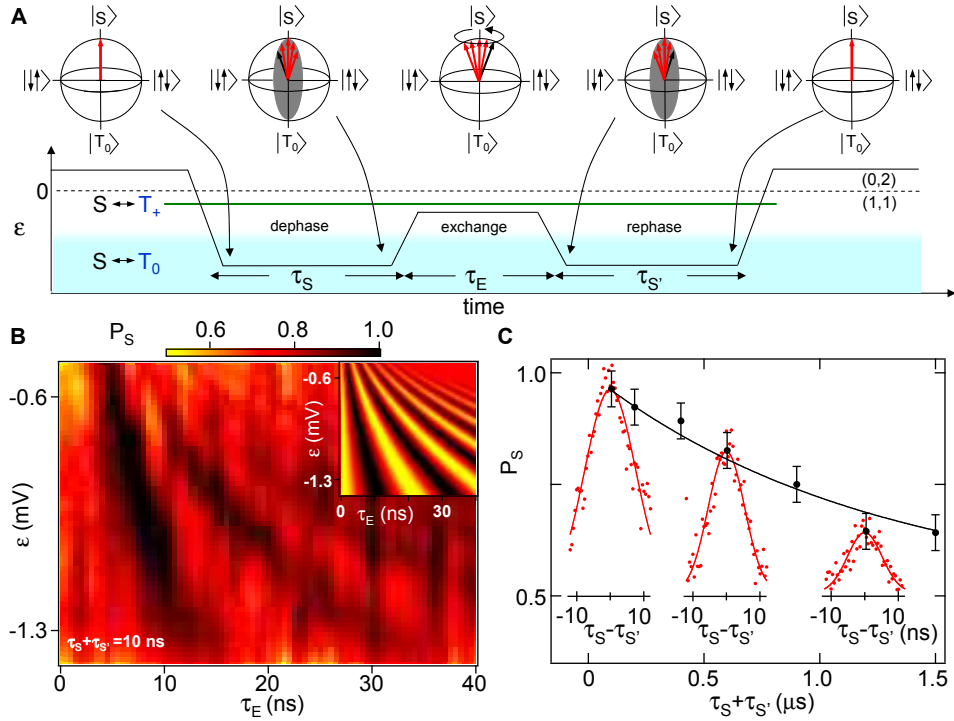 A
|S⟩ |S⟩ |S⟩ |S⟩ |S⟩
|↓↑⟩ |↑↓⟩ |↓↑⟩ |↑↓⟩ |↓↑⟩ |↑↓⟩ |↓↑⟩ |↑↓⟩ |↓↑⟩ |↑↓⟩
|T₀⟩ |T₀⟩ |T₀⟩ |T₀⟩ |T₀⟩
0
(0,2)
(1,1)
S ↔ T₊
dephase exchange rephase
ε
S ↔ T₀
τS τE τS'
time
B
PS 0.6 0.8 1.0
ε (mV)
-0.6
-1.3
τS+τS' =10 ns
0 10 20 30 40
τE (ns)
-0.6
ε (mV)
-1.3
0 30
τE (ns)
C
1.0
PS
0.5
-10 10 -10 10 -10 10
τS-τS' τS-τS' τS-τS' (ns)
0 0.5 1.0 1.5
τS+τS' (μs)